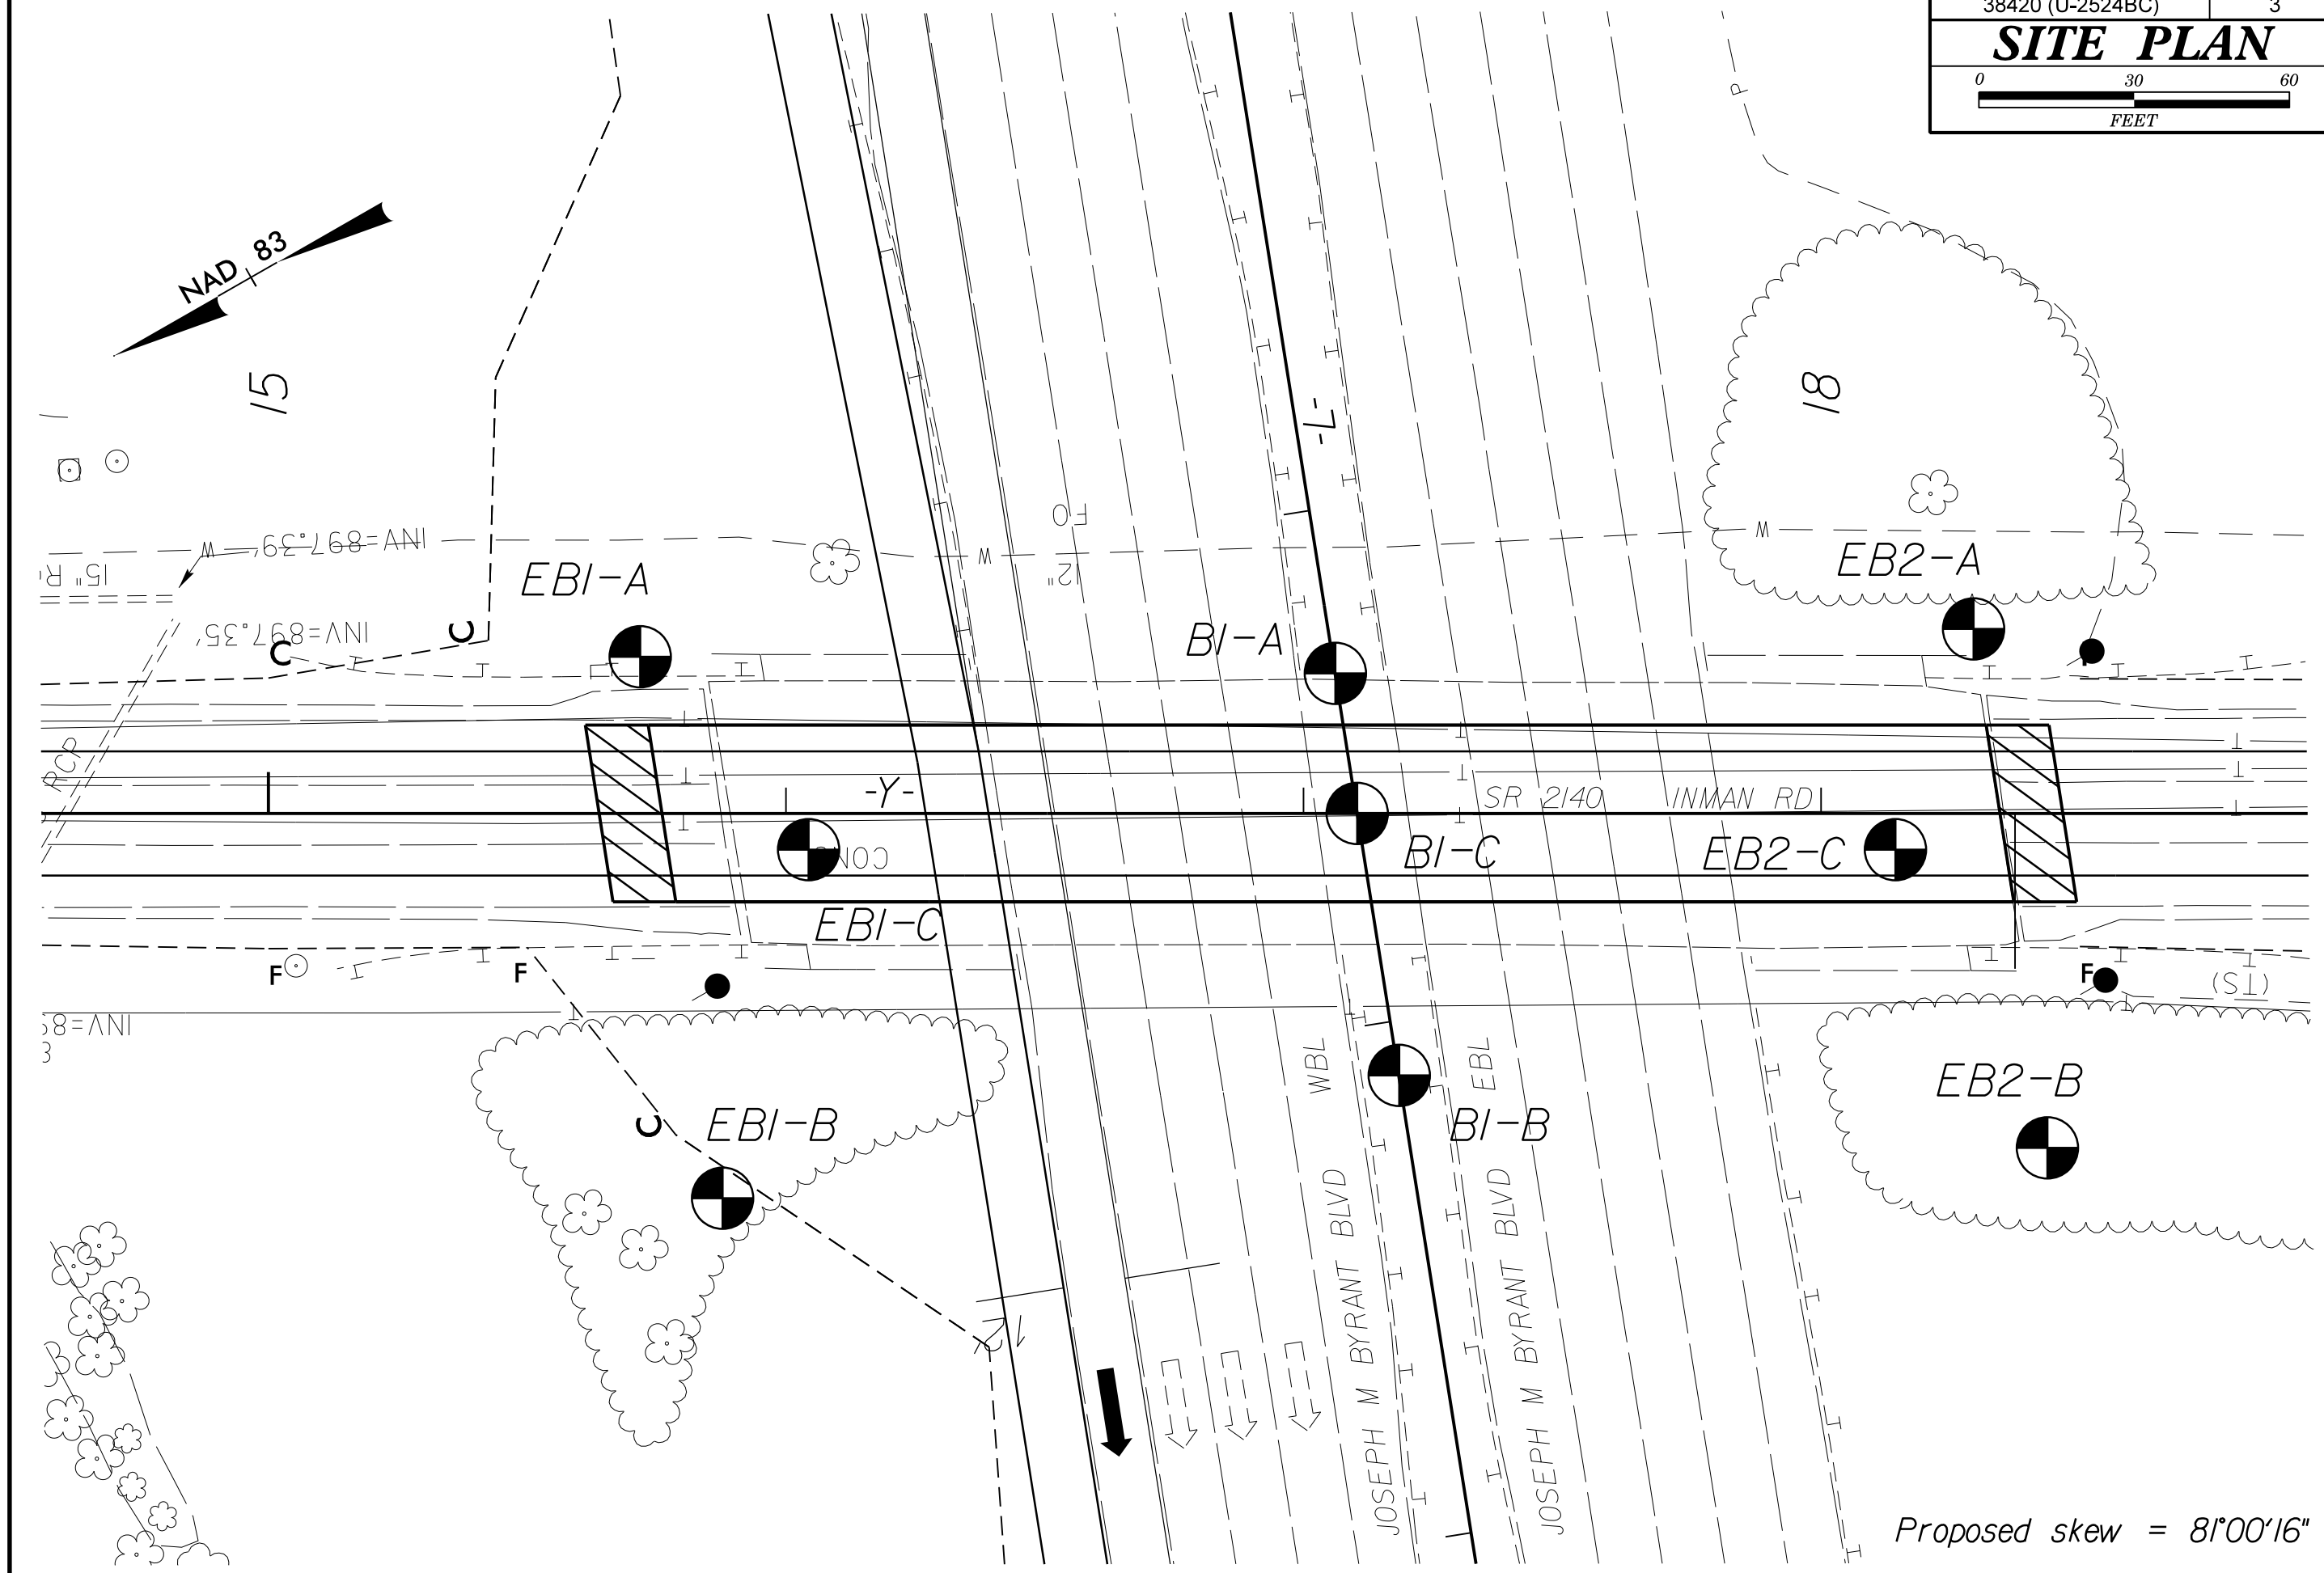 38420 (U-2524BC) 3
SITE PLAN
0 30 60
FEET
NAD 83
15
18
-L-
INV=897.39'
W
W
W
FO
12"
15" R
EB1-A
EB2-A
INV=897.35'
C
C
B1-A
RCP
-Y-
SR 2140 INMAN RD
CONC
B1-C
EB2-C
EB1-C
F
F
F
(TS)
INV=89
WBL
EBL
EB2-B
C
EB1-B
B1-B
JOSEPH M BYRANT BLVD
JOSEPH M BYRANT BLVD
12
Proposed skew = 81°00'16"